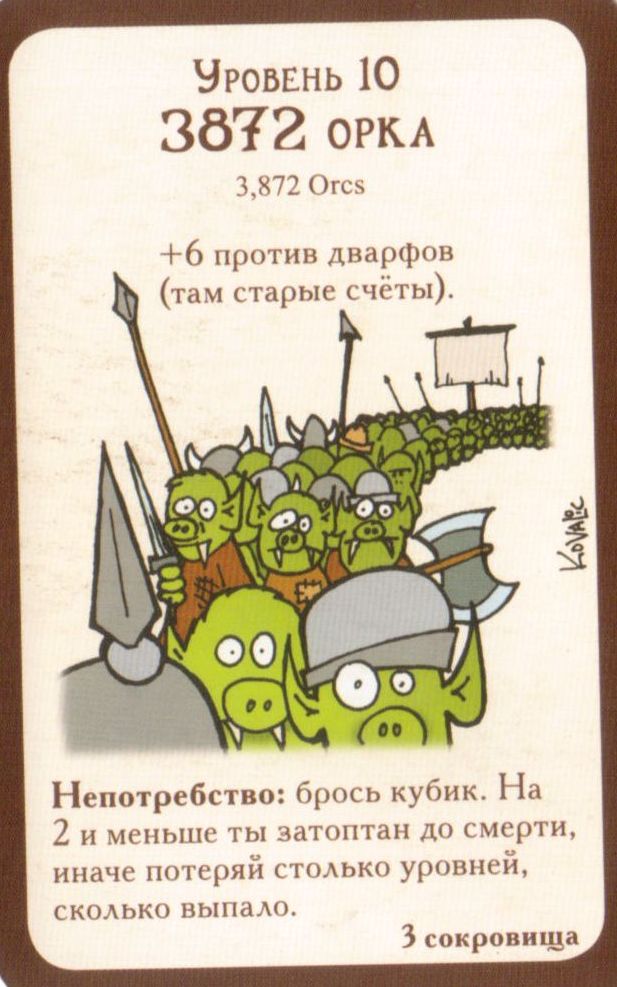 Уровень 10
3872 орка
3,872 Orcs
+6 против дварфов
(там старые счёты).
Kovalic
Непотребство: брось кубик. На
2 и меньше ты затоптан до смерти,
иначе потеряй столько уровней,
сколько выпало.
3 сокровища